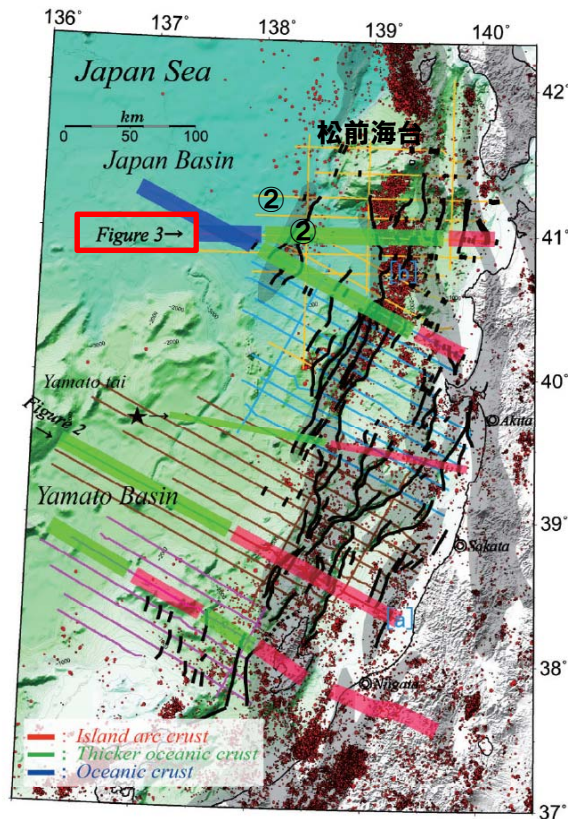 136° 137° 138° 139° 140°
42°
Japan Sea
km
0 50 100
松前海台
Japan Basin
②
②
Figure 3→
41°
[b]
40°
Yamato tai
Akita
Figure 2
→
Yamato Basin
39°
Sakata
[a]
38°
Niigata
: Island arc crust
: Thicker oceanic crust
: Oceanic crust
37°